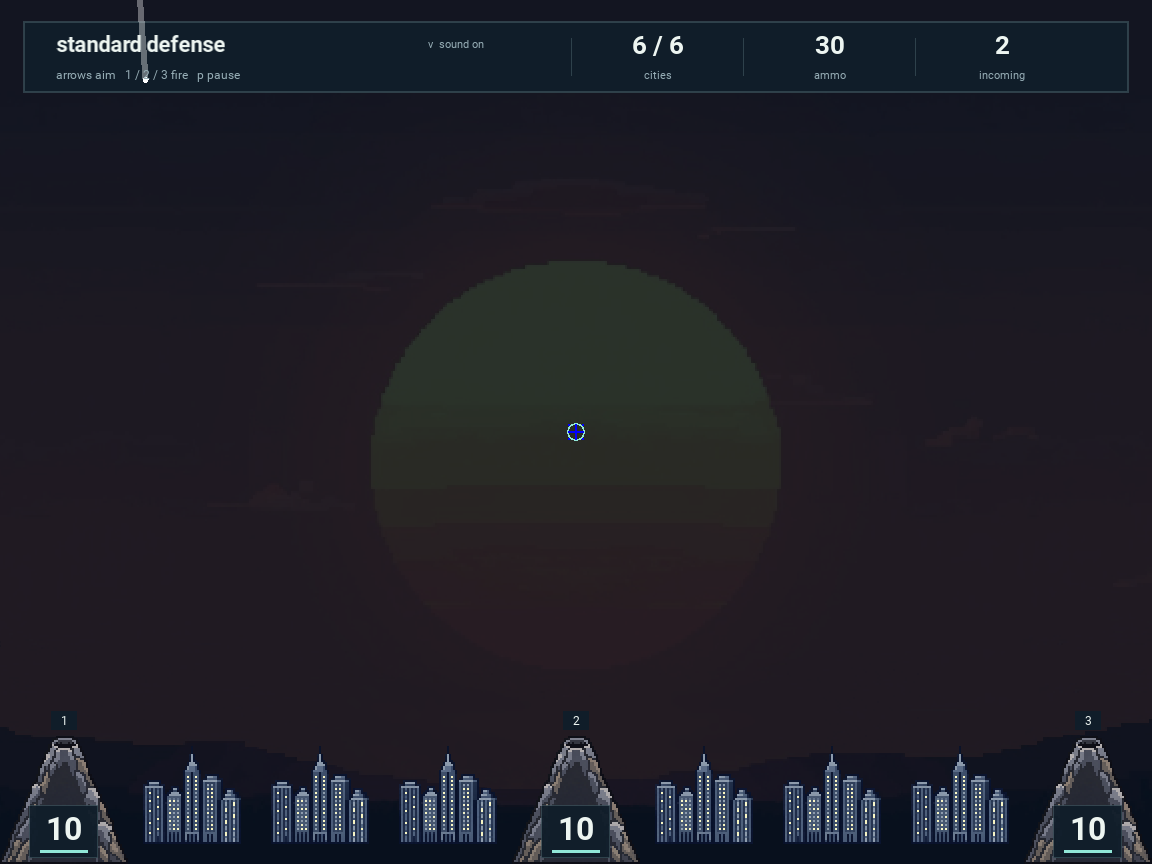 standard defense
arrows aim 1 / 2 / 3 fire p pause
v sound on
6 / 6
cities
30
ammo
2
incoming
1
2
3
10
10
10